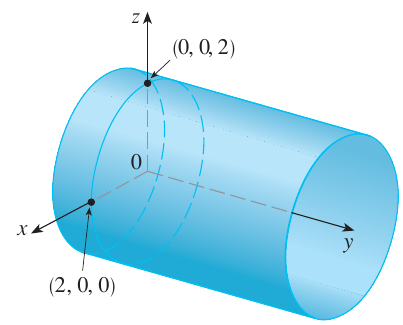 z
(0, 0, 2)
0
x
y
(2, 0, 0)